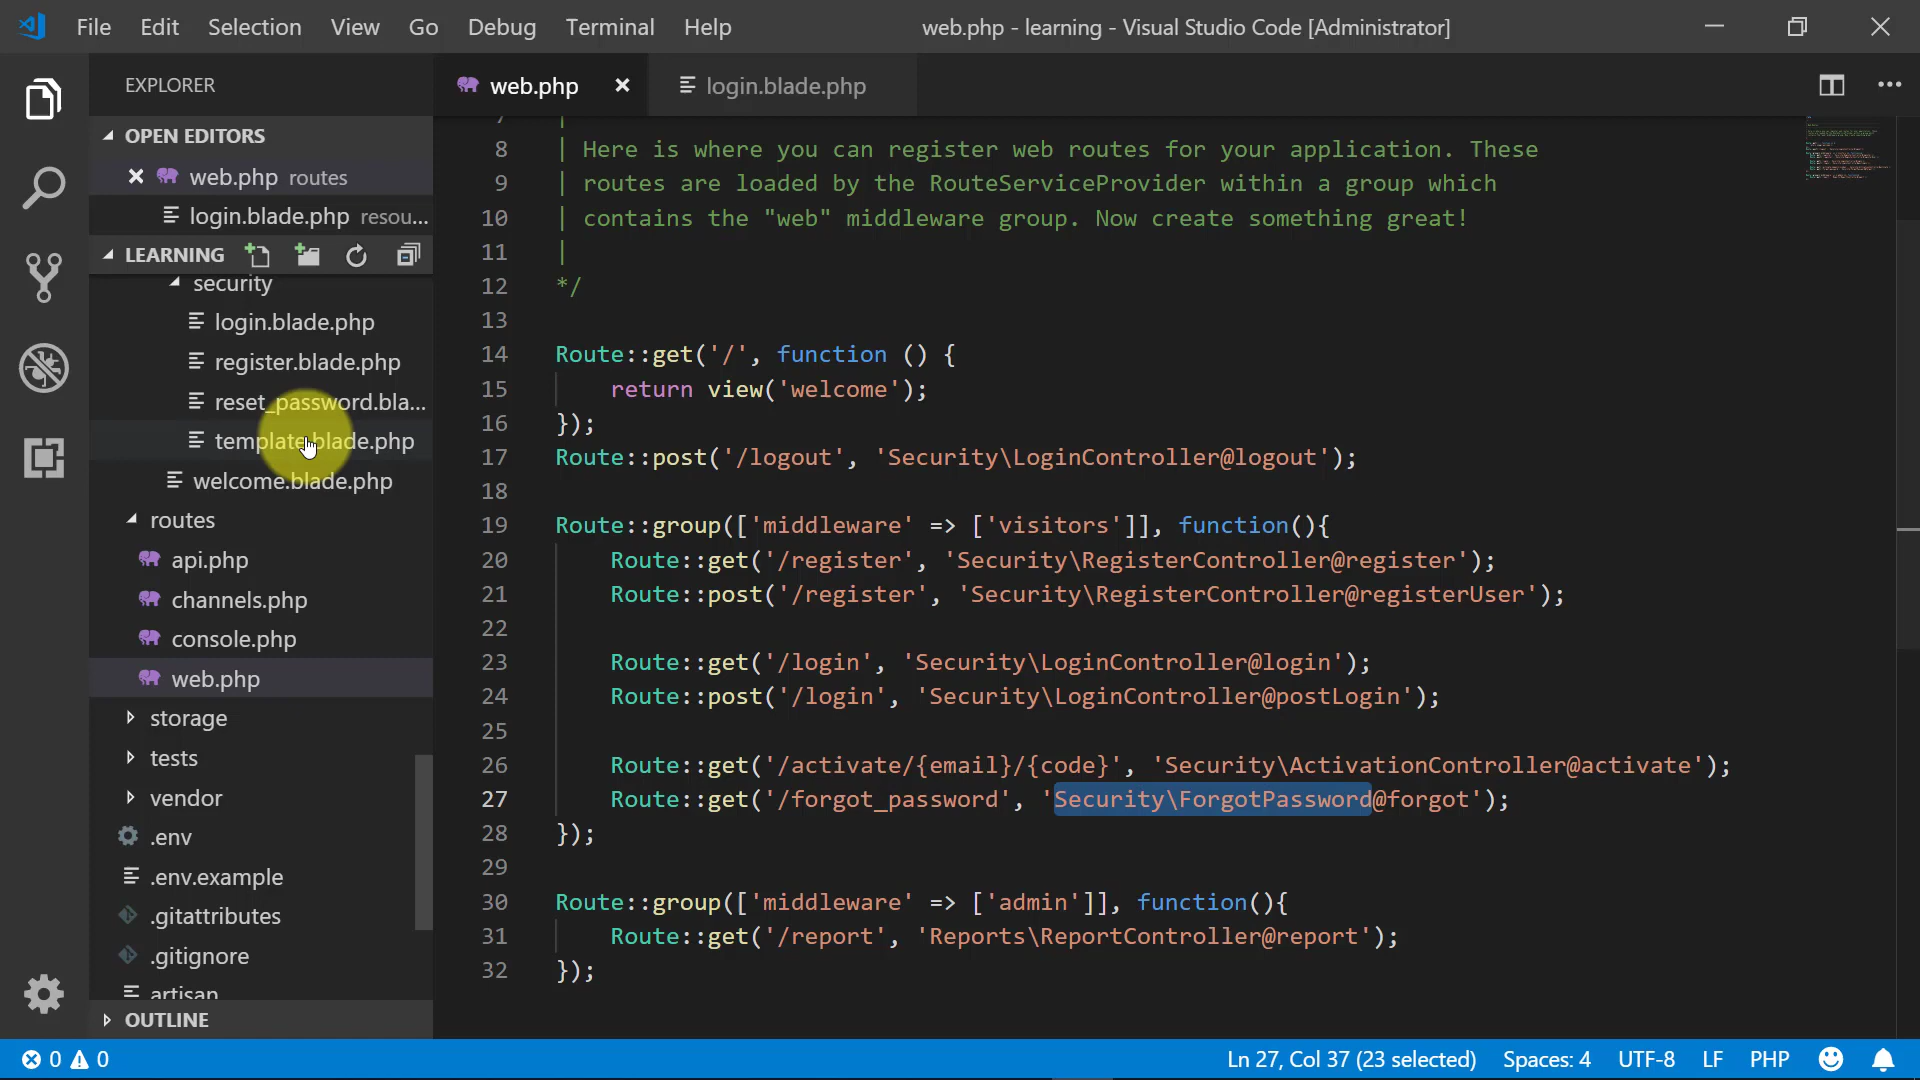 File Edit Selection View Go Debug Terminal Help
web.php - learning - Visual Studio Code [Administrator]
EXPLORER
OPEN EDITORS
web.php routes
login.blade.php resou...
LEARNING
security
login.blade.php
register.blade.php
reset_password.bla...
template.blade.php
welcome.blade.php
routes
api.php
channels.php
console.php
web.php
storage
tests
vendor
.env
.env.example
.gitattributes
.gitignore
artisan
OUTLINE
web.php
login.blade.php
7 |
8 | Here is where you can register web routes for your application. These
9 | routes are loaded by the RouteServiceProvider within a group which
10 | contains the "web" middleware group. Now create something great!
11 |
12 */
13
14 Route::get('/', function () {
15 return view('welcome');
16 });
17 Route::post('/logout', 'Security\LoginController@logout');
18
19 Route::group(['middleware' => ['visitors']], function(){
20 Route::get('/register', 'Security\RegisterController@register');
21 Route::post('/register', 'Security\RegisterController@registerUser');
22
23 Route::get('/login', 'Security\LoginController@login');
24 Route::post('/login', 'Security\LoginController@postLogin');
25
26 Route::get('/activate/{email}/{code}', 'Security\ActivationController@activate');
27 Route::get('/forgot_password', 'Security\ForgotPassword@forgot');
28 });
29
30 Route::group(['middleware' => ['admin']], function(){
31 Route::get('/report', 'Reports\ReportController@report');
32 });
0 0
Ln 27, Col 37 (23 selected) Spaces: 4 UTF-8 LF PHP